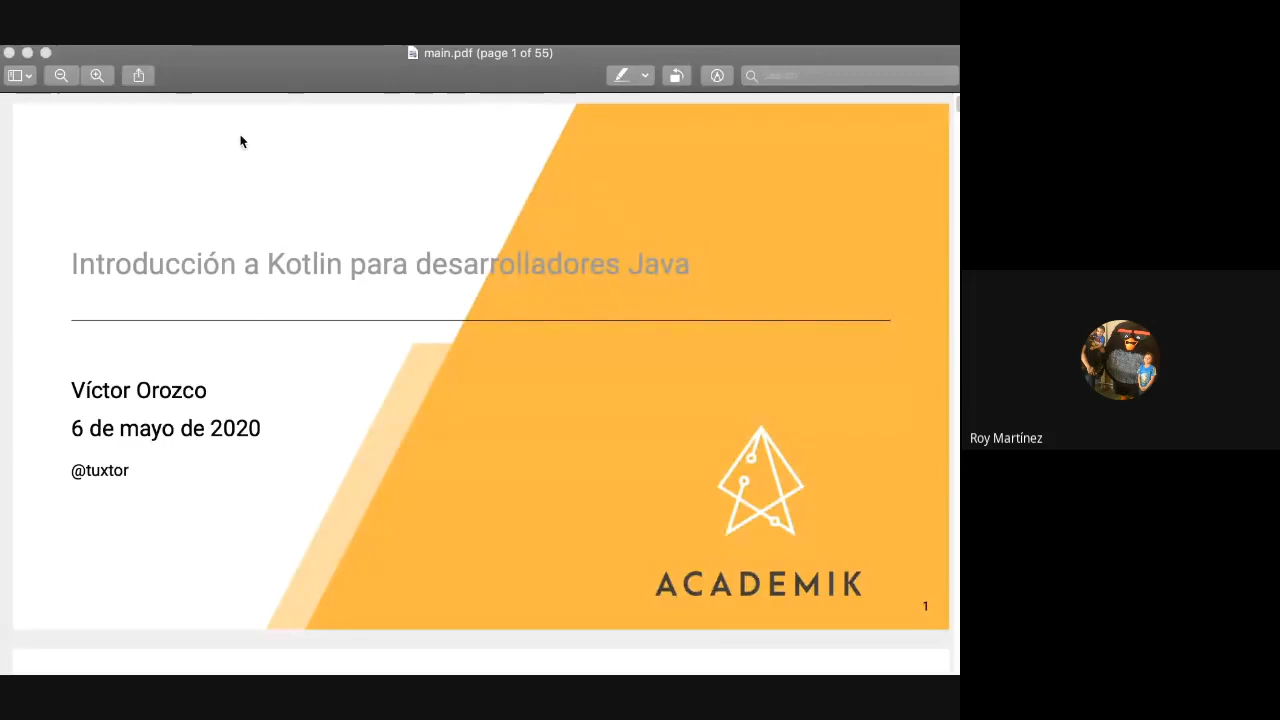 main.pdf (page 1 of 55)
Introducción a Kotlin para desarrolladores Java
Víctor Orozco
6 de mayo de 2020
@tuxtor
ACADEMIK
1
Roy Martínez